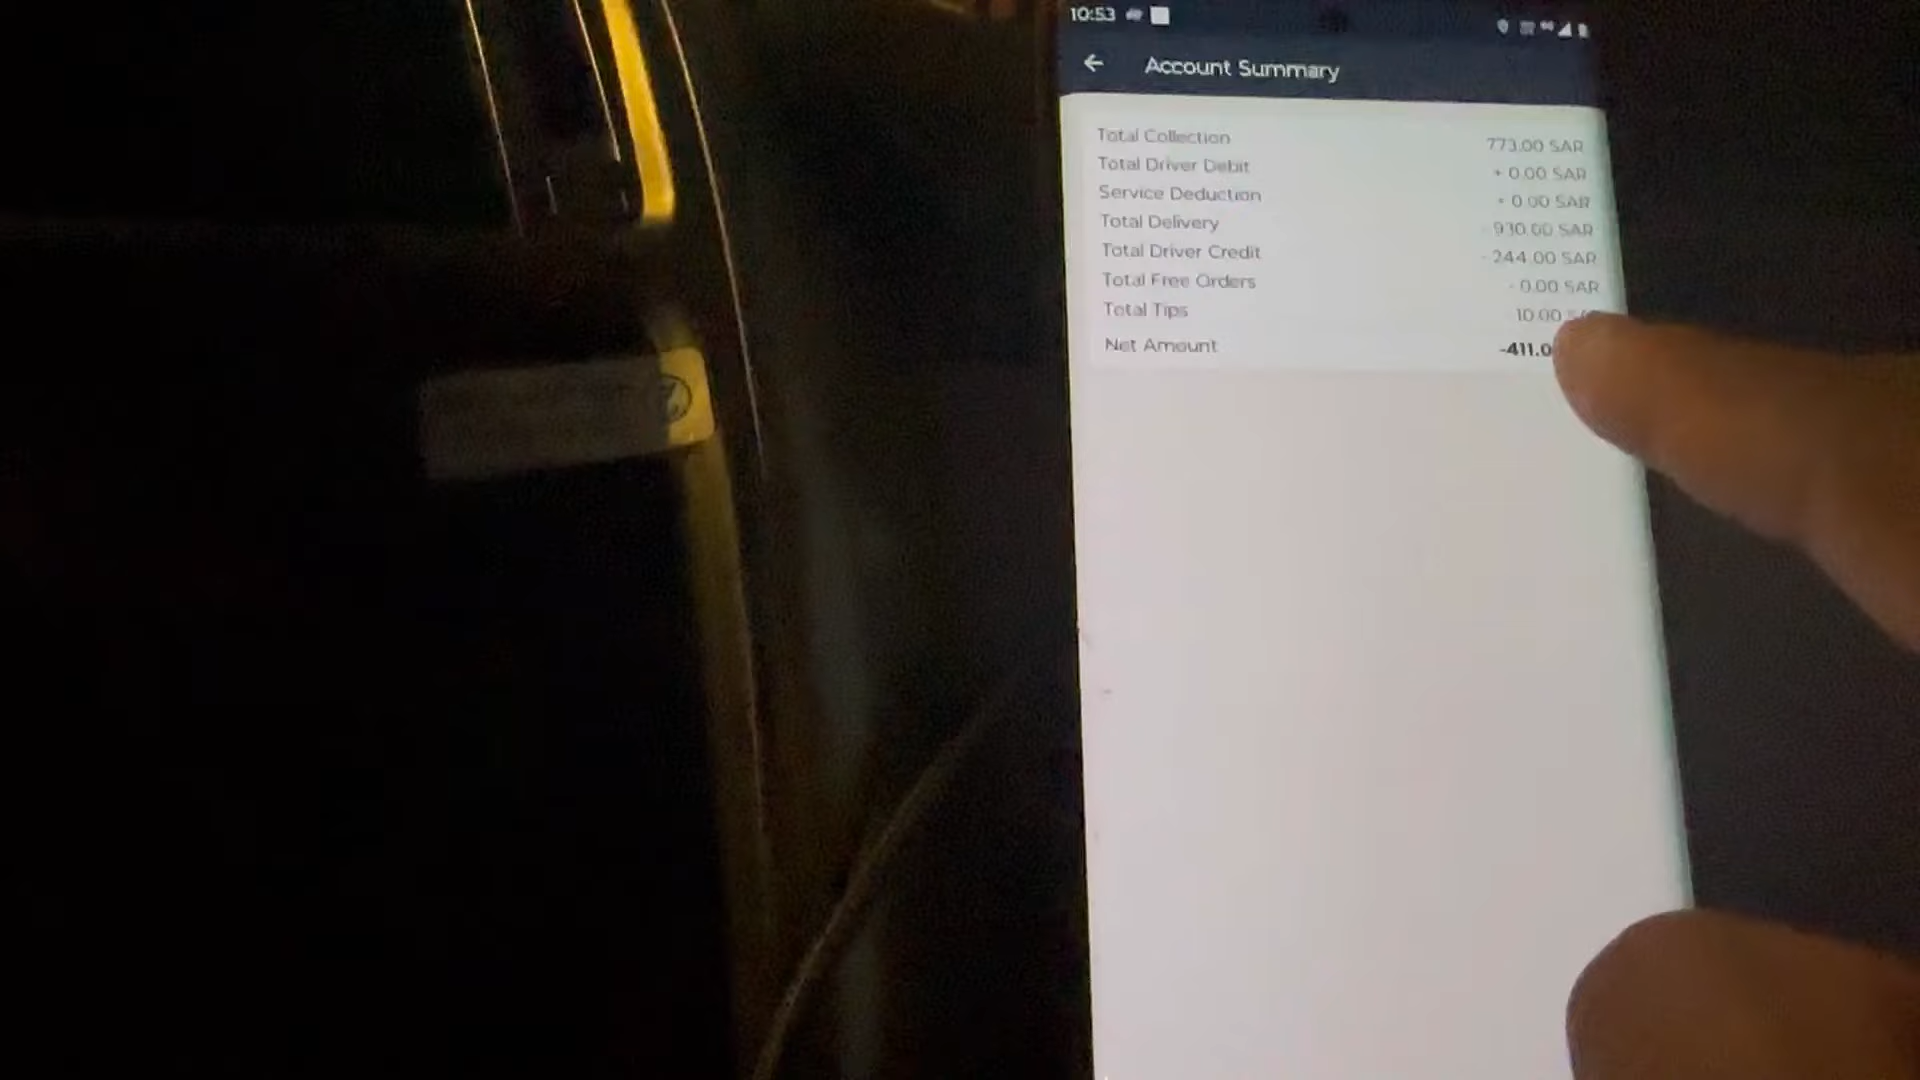 10:53
Account Summary
Total Collection 773.00 SAR
Total Driver Debit + 0.00 SAR
Service Deduction + 0.00 SAR
Total Delivery - 930.00 SAR
Total Driver Credit - 244.00 SAR
Total Free Orders - 0.00 SAR
Total Tips 10.00
Net Amount -411.0